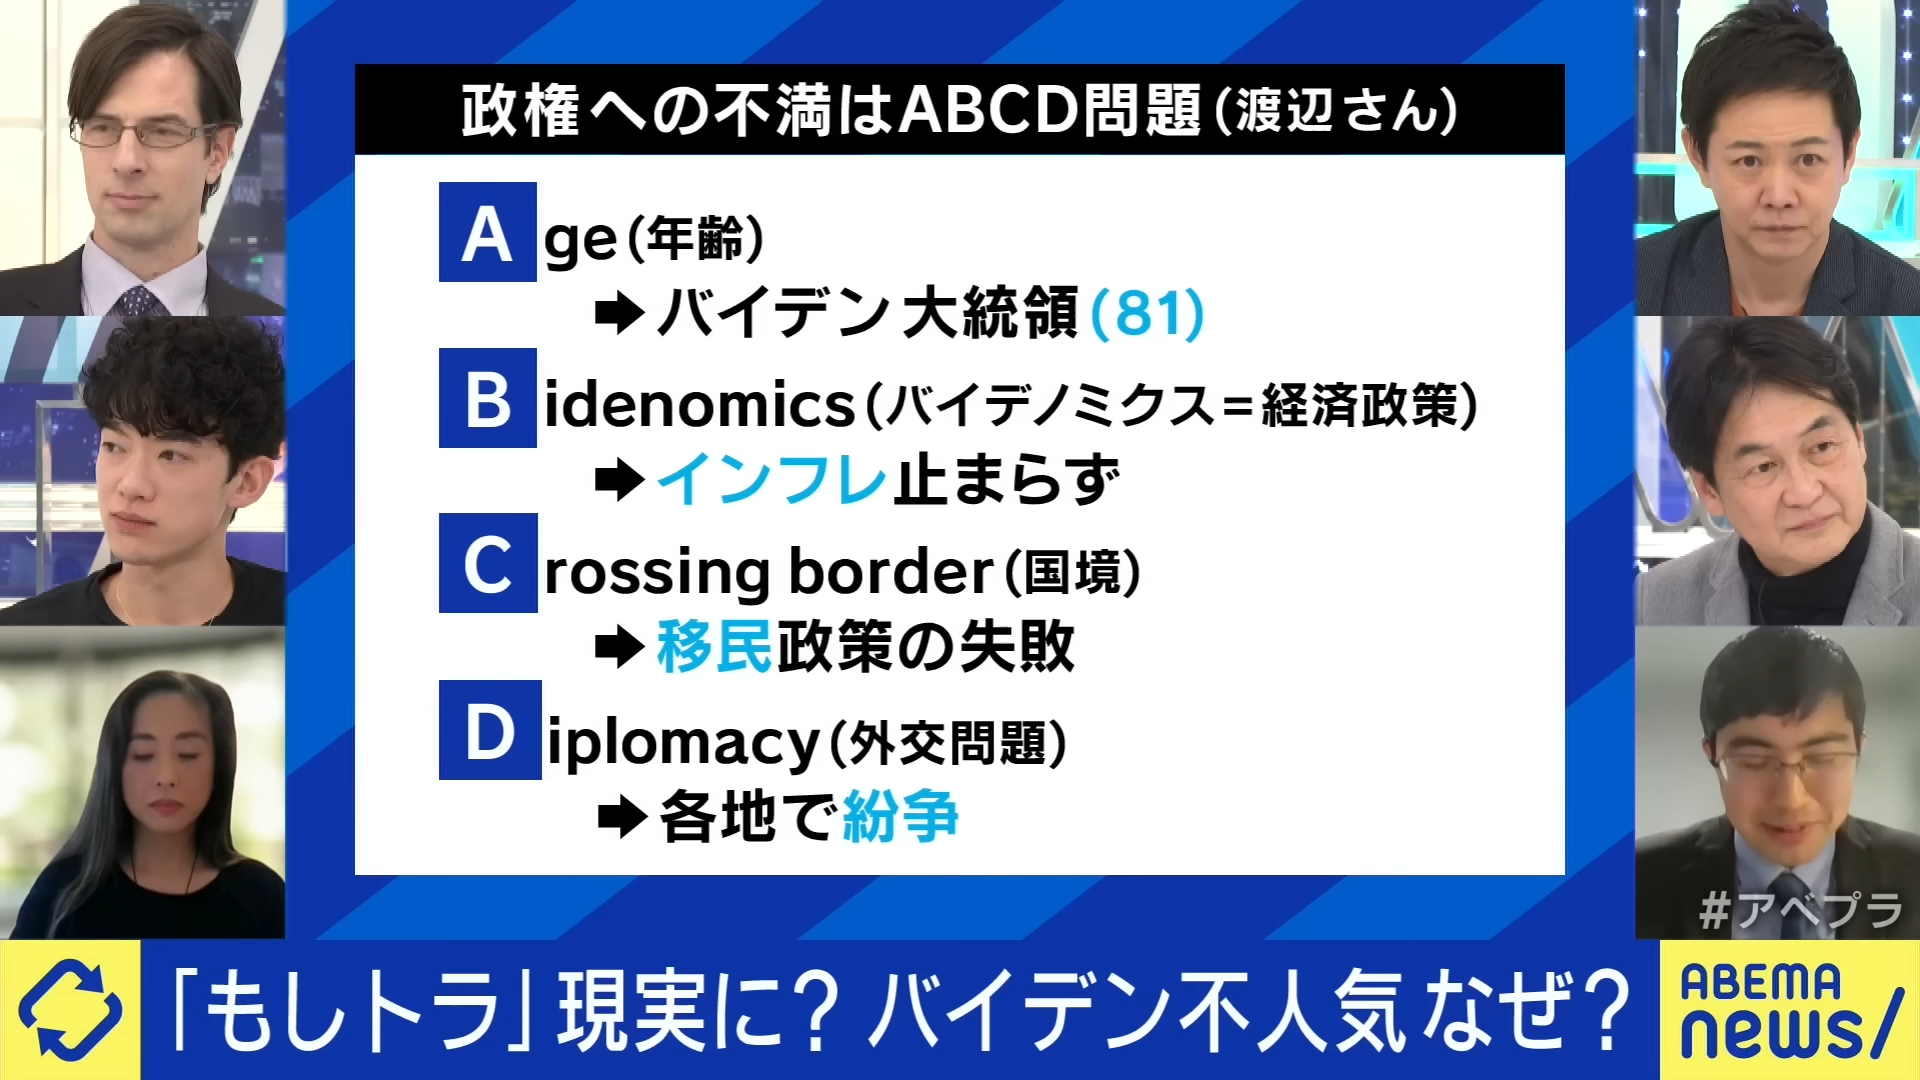 政権への不満はABCD問題(渡辺さん)
Age(年齢)
➡バイデン大統領(81)
Bidenomics(バイデノミクス=経済政策)
➡インフレ止まらず
Crossing border(国境)
➡移民政策の失敗
Diplomacy(外交問題)
➡各地で紛争
#アベプラ
「もしトラ」現実に?バイデン不人気なぜ?
ABEMA
news/